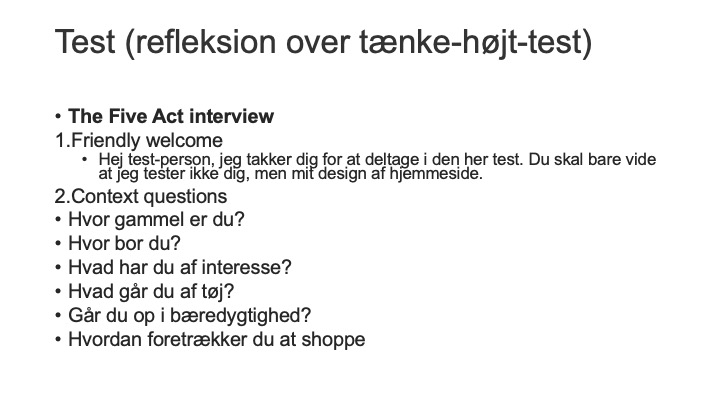 Test (refleksion over tænke-højt-test)
• The Five Act interview
1.Friendly welcome
• Hej test-person, jeg takker dig for at deltage i den her test. Du skal bare vide
at jeg tester ikke dig, men mit design af hjemmeside.
2.Context questions
• Hvor gammel er du?
• Hvor bor du?
• Hvad har du af interesse?
• Hvad går du af tøj?
• Går du op i bæredygtighed?
• Hvordan foretrækker du at shoppe